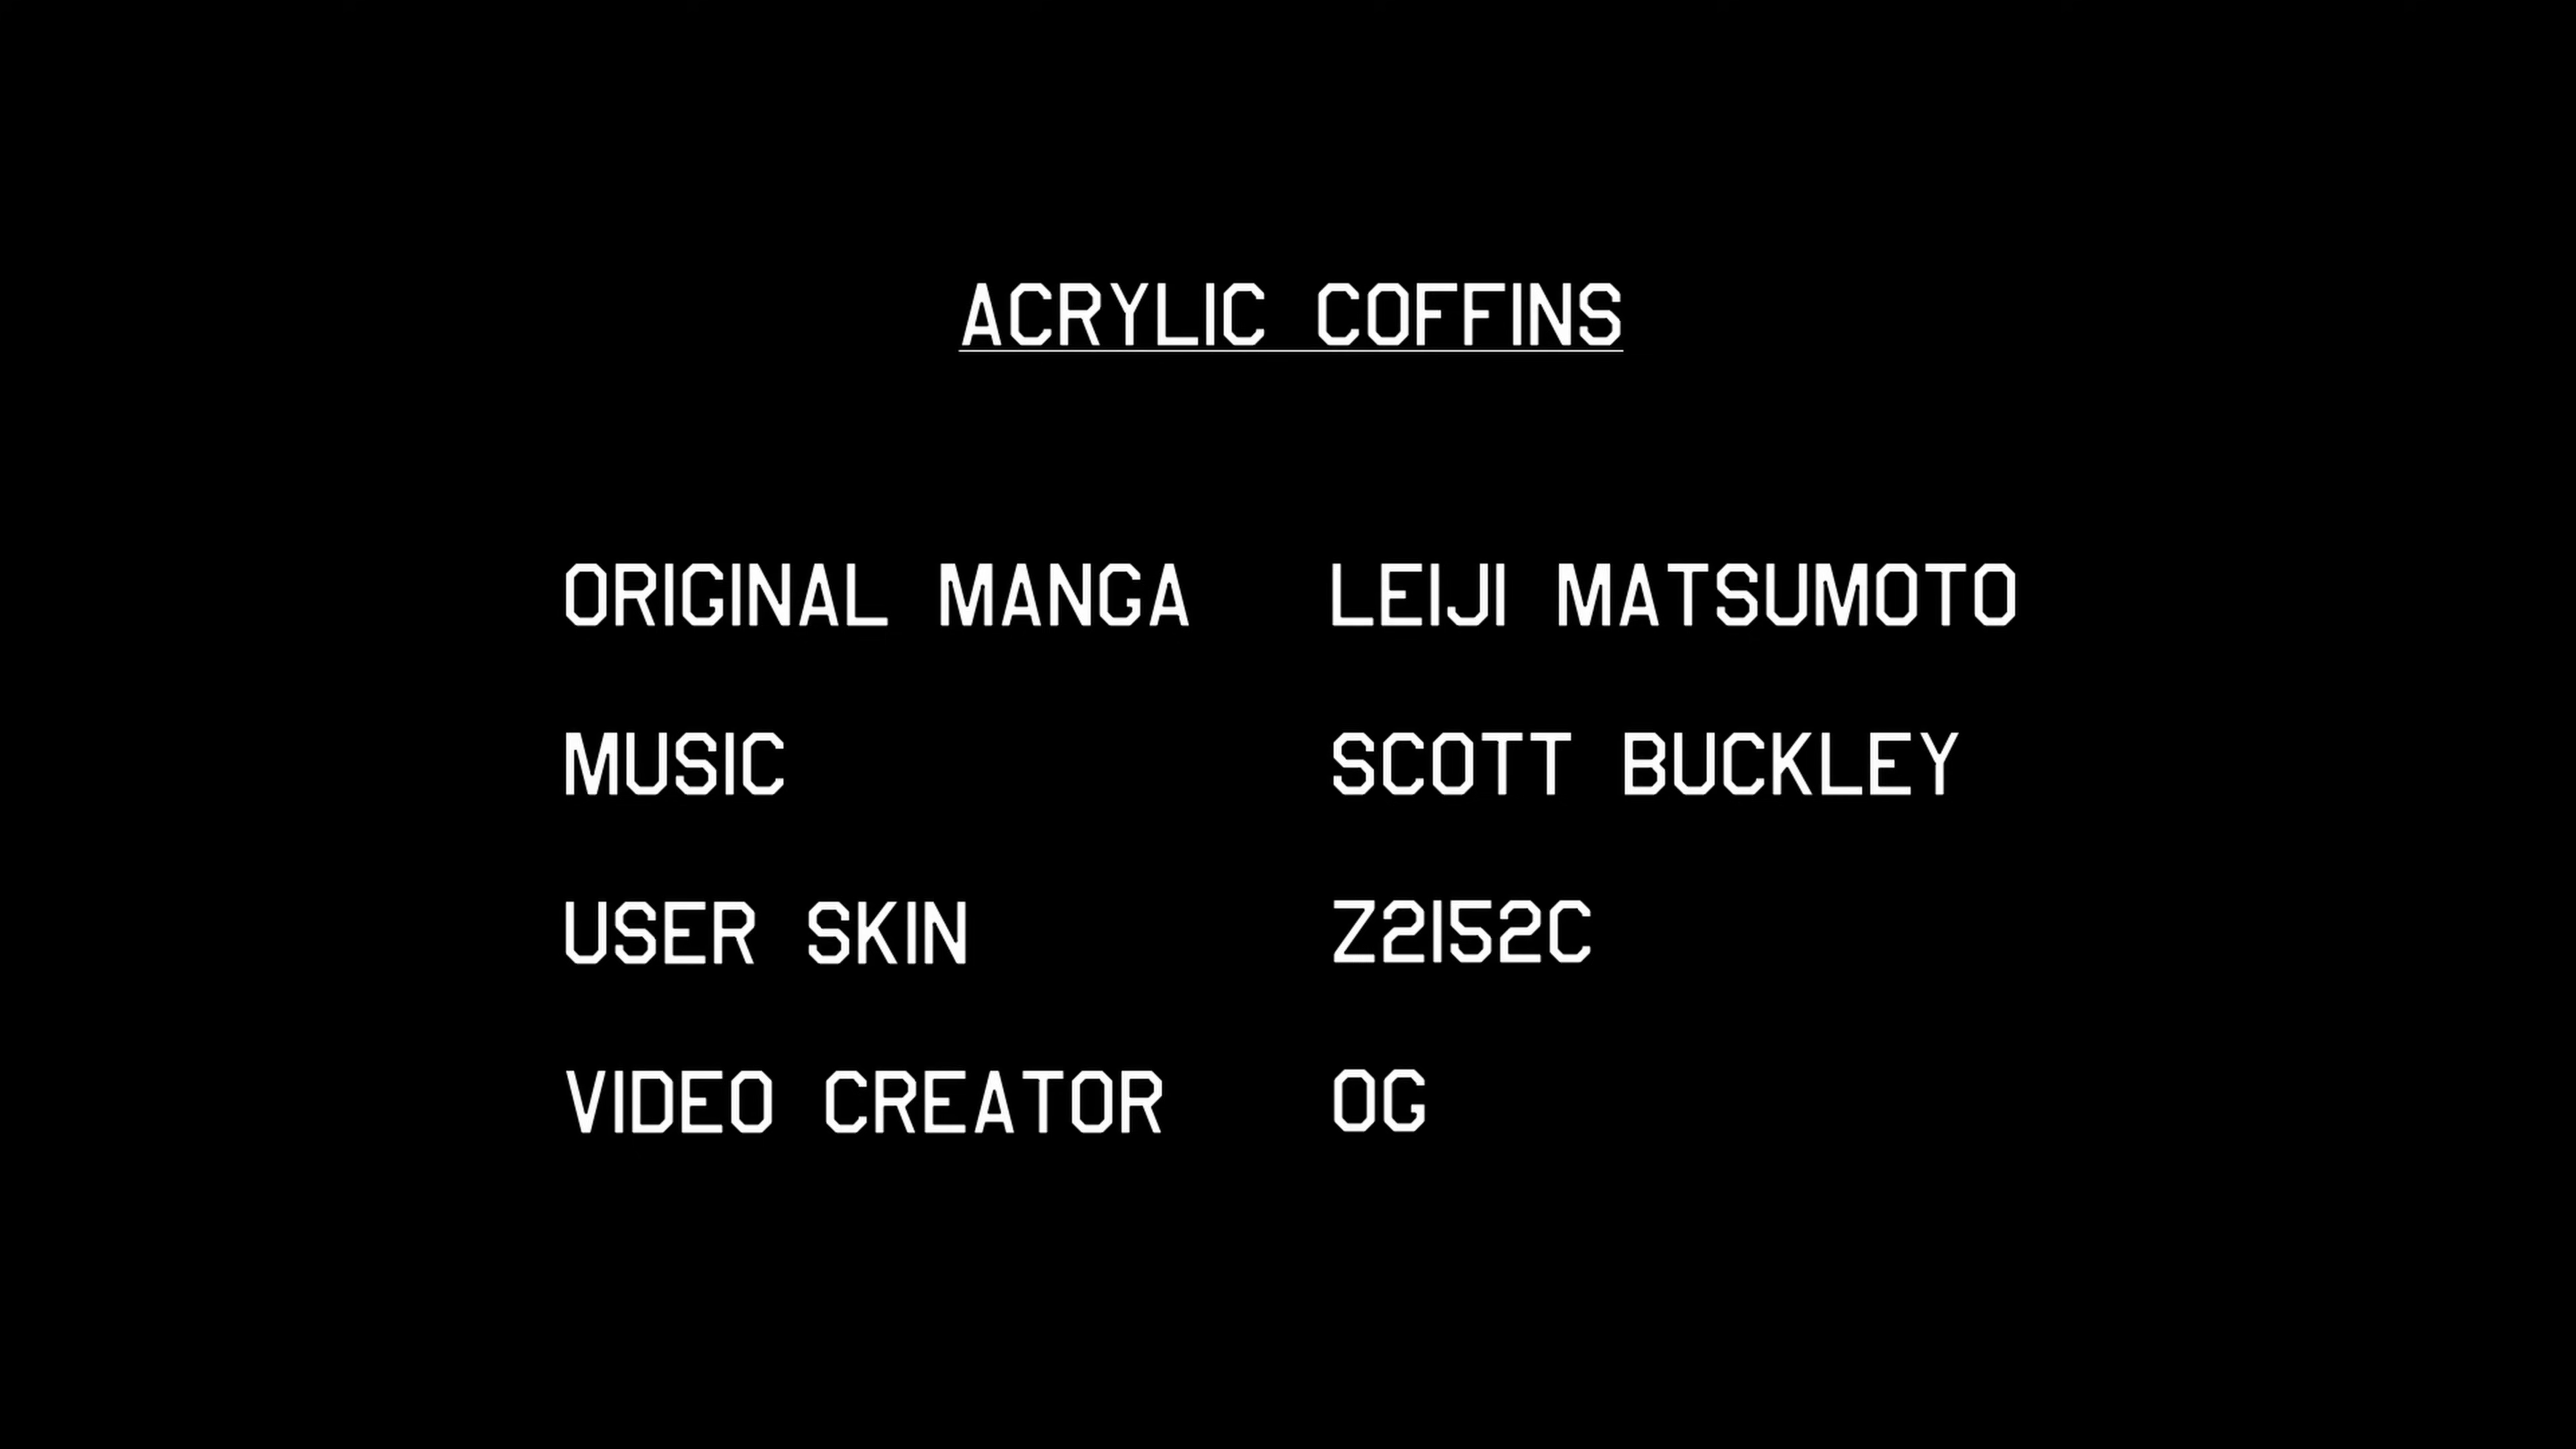 ACRYLIC COFFINS
ORIGINAL MANGA LEIJI MATSUMOTO
MUSIC SCOTT BUCKLEY
USER SKIN Z2152C
VIDEO CREATOR OG